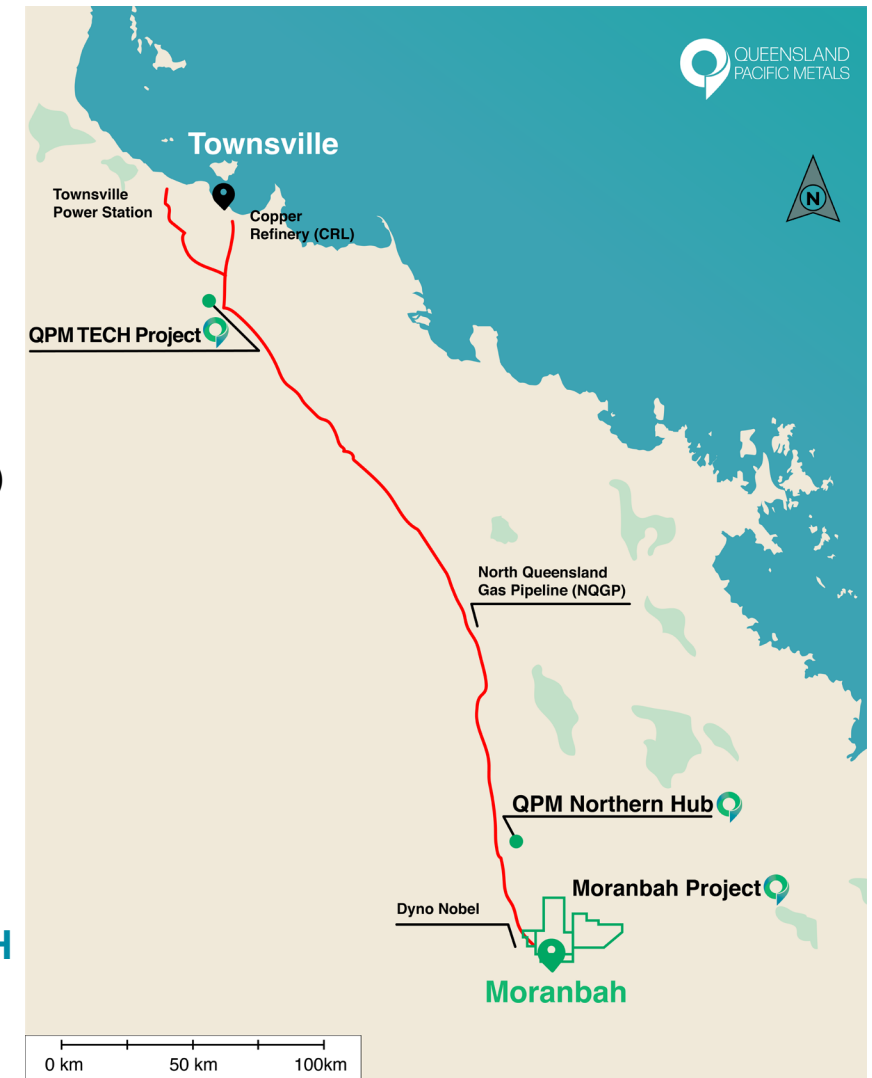 QUEENSLAND
PACIFIC METALS
Townsville
N
Townsville
Power Station
Copper
Refinery (CRL)
QPM TECH Project
)
North Queensland
Gas Pipeline (NQGP)
QPM Northern Hub
Moranbah Project
Dyno Nobel
H
Moranbah
0 km
50 km
100km